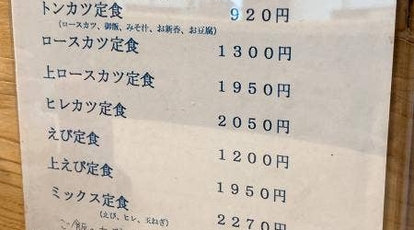 トンカツ定食 920円
(ロースカツ、御飯、みそ汁、お新香、お豆腐)
ロースカツ定食 1300円
上ロースカツ定食 1950円
ヒレカツ定食 2050円
えび定食 1200円
上えび定食 1950円
ミックス定食 2270円
(えび、ヒレ、玉ねぎ)